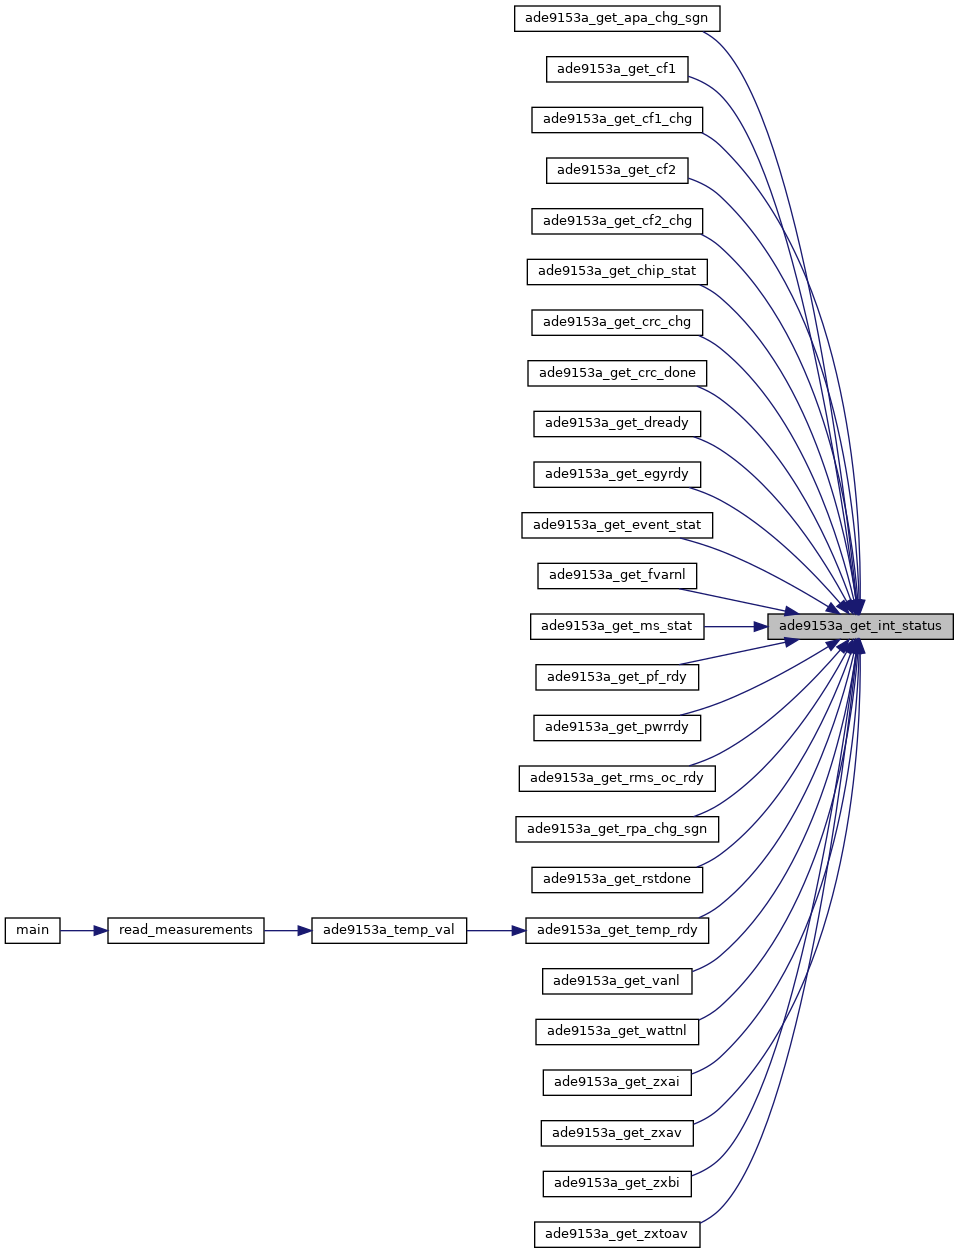 ade9153a_get_apa_chg_sgn
ade9153a_get_cf1
ade9153a_get_cf1_chg
ade9153a_get_cf2
ade9153a_get_cf2_chg
ade9153a_get_chip_stat
ade9153a_get_crc_chg
ade9153a_get_crc_done
ade9153a_get_dready
ade9153a_get_egyrdy
ade9153a_get_event_stat
ade9153a_get_fvarnl
ade9153a_get_ms_stat
ade9153a_get_int_status
ade9153a_get_pf_rdy
ade9153a_get_pwrrdy
ade9153a_get_rms_oc_rdy
ade9153a_get_rpa_chg_sgn
ade9153a_get_rstdone
main
read_measurements
ade9153a_temp_val
ade9153a_get_temp_rdy
ade9153a_get_vanl
ade9153a_get_wattnl
ade9153a_get_zxai
ade9153a_get_zxav
ade9153a_get_zxbi
ade9153a_get_zxtoav